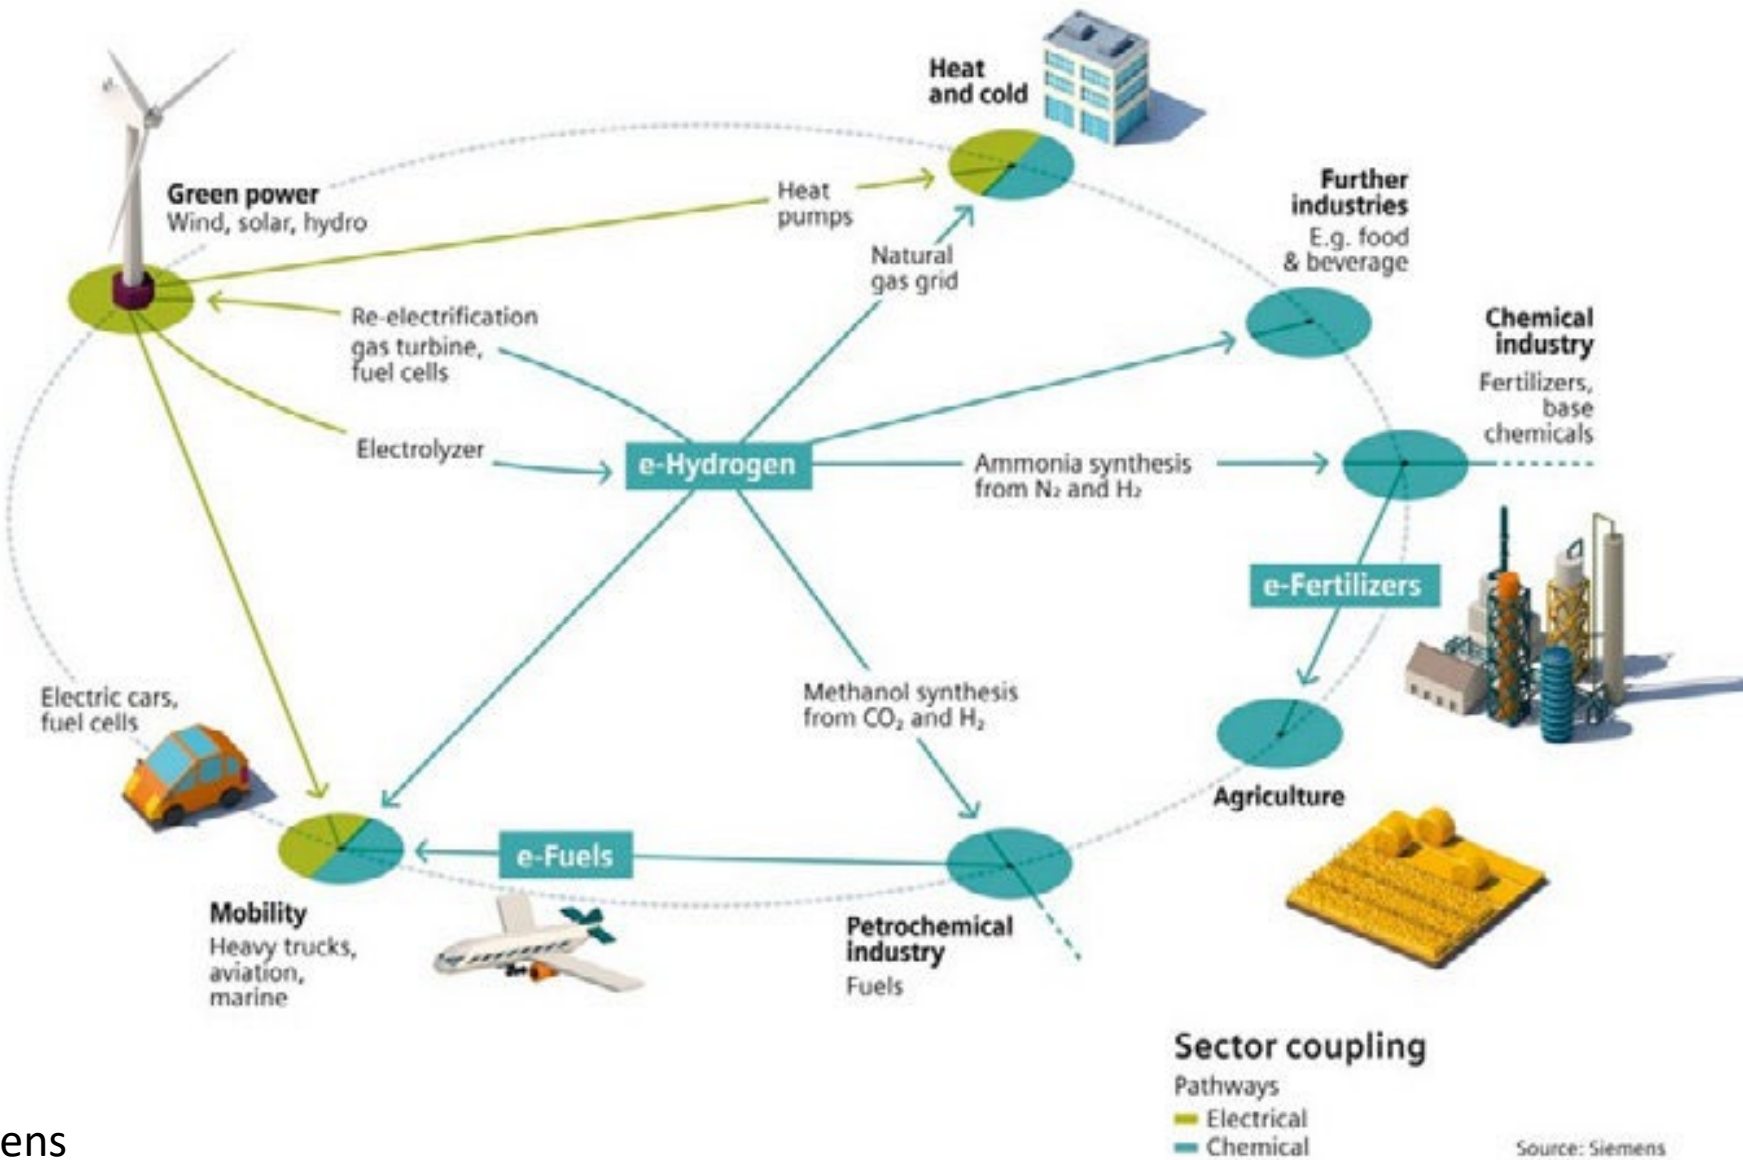 Heat
and cold
Green power
Wind, solar, hydro
Heat
pumps
Natural
gas grid
Further
industries
E.g. food
& beverage
Re-electrification
gas turbine,
fuel cells
Chemical
industry
Fertilizers,
base
chemicals
Electrolyzer
e-Hydrogen
Ammonia synthesis
from N₂ and H₂
e-Fertilizers
Electric cars,
fuel cells
Methanol synthesis
from CO₂ and H₂
Agriculture
e-Fuels
Mobility
Heavy trucks,
aviation,
marine
Petrochemical
industry
Fuels
Sector coupling
Pathways
Electrical
Chemical
Source: Siemens
ens